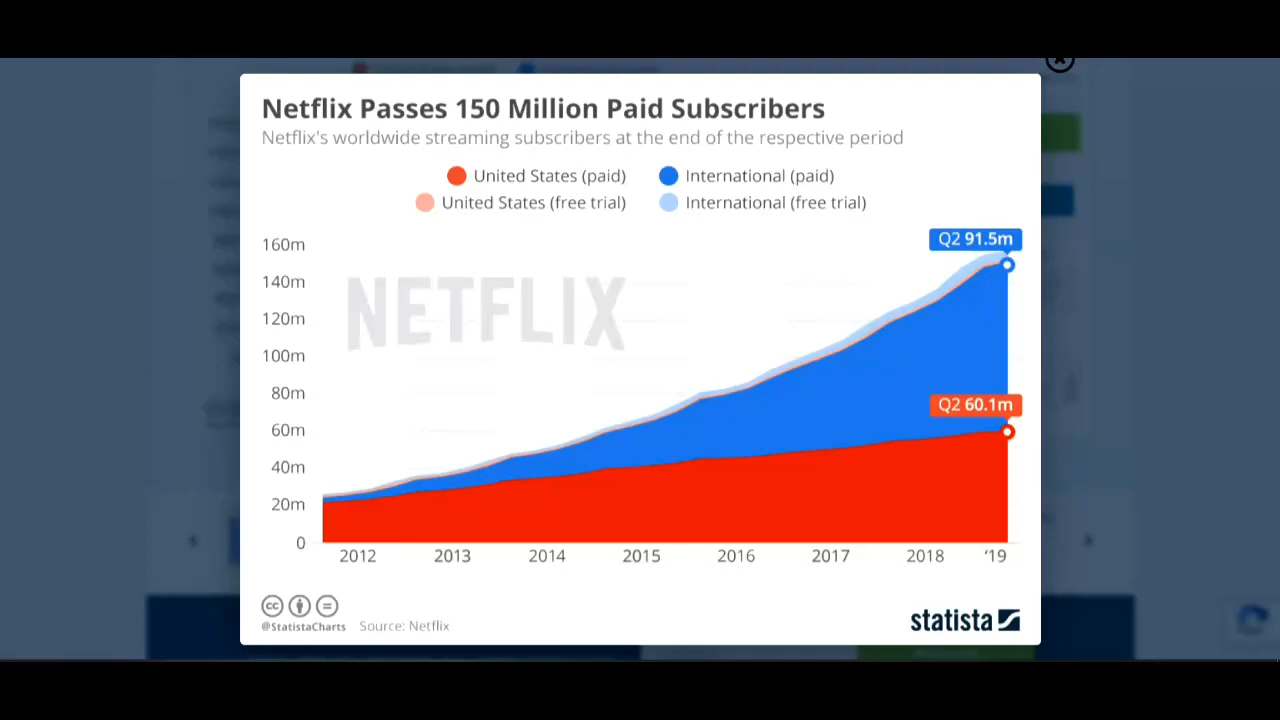 Netflix Passes 150 Million Paid Subscribers
Netflix's worldwide streaming subscribers at the end of the respective period
United States (paid) International (paid)
United States (free trial) International (free trial)
Q2 91.5m
160m
140m
NETFLIX
120m
100m
80m
Q2 60.1m
60m
40m
20m
0
2012 2013 2014 2015 2016 2017 2018 '19
cc
@StatistaCharts Source: Netflix
statista